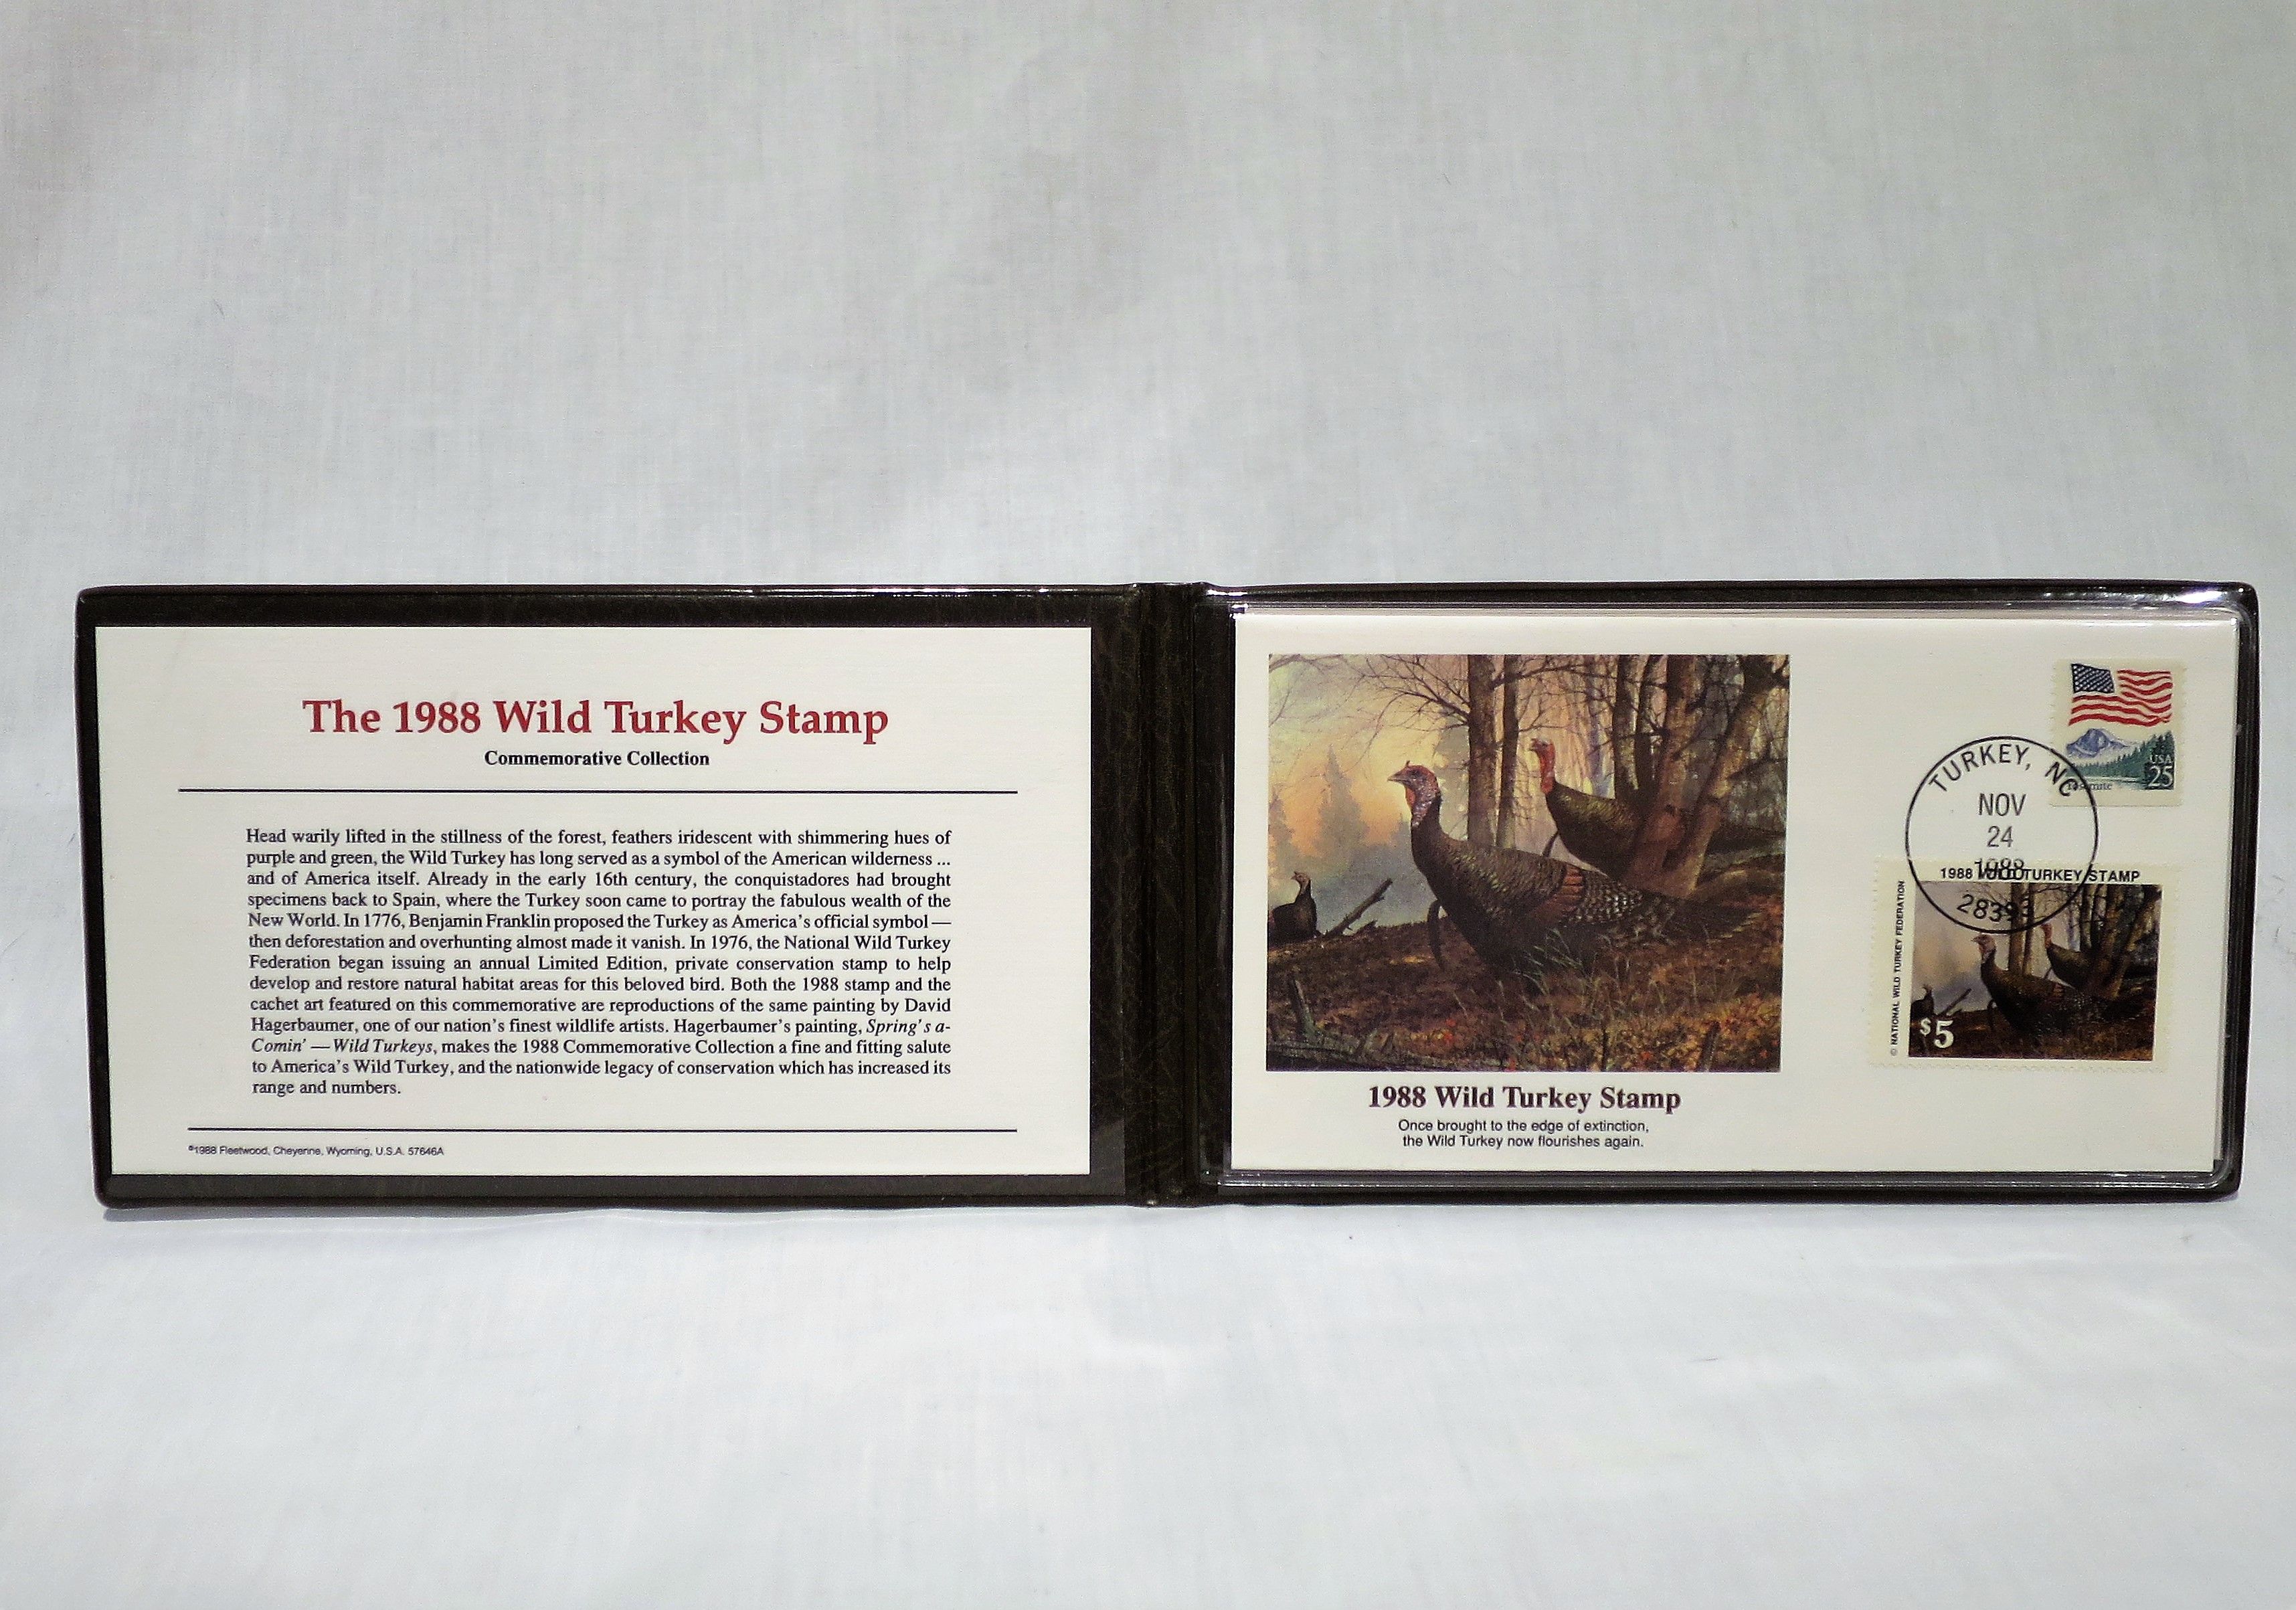 The 1988 Wild Turkey Stamp
Commemorative Collection
Head warily lifted in the stillness of the forest, feathers iridescent with shimmering hues of
purple and green, the Wild Turkey has long served as a symbol of the American wilderness ...
and of America itself. Already in the early 16th century, the conquistadores had brought
specimens back to Spain, where the Turkey soon came to portray the fabulous wealth of the
New World. In 1776, Benjamin Franklin proposed the Turkey as America's official symbol —
then deforestation and overhunting almost made it vanish. In 1976, the National Wild Turkey
Federation began issuing an annual Limited Edition, private conservation stamp to help
develop and restore natural habitat areas for this beloved bird. Both the 1988 stamp and the
cachet art featured on this commemorative are reproductions of the same painting by David
Hagerbaumer, one of our nation's finest wildlife artists. Hagerbaumer's painting, Spring's a-
Comin' — Wild Turkeys, makes the 1988 Commemorative Collection a fine and fitting salute
to America's Wild Turkey, and the nationwide legacy of conservation which has increased its
range and numbers.
©1988 Fleetwood, Cheyenne, Wyoming, U.S.A. 57646A
1988 Wild Turkey Stamp
Once brought to the edge of extinction,
the Wild Turkey now flourishes again.
USA
25
Yosemite
TURKEY, NC
NOV
24
1988
28393
1988 WILD TURKEY STAMP
© NATIONAL WILD TURKEY FEDERATION
$5